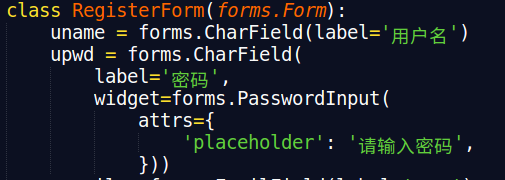 class RegisterForm(forms.Form):
    uname = forms.CharField(label='用户名')
    upwd = forms.CharField(
        label='密码',
        widget=forms.PasswordInput(
            attrs={
                'placeholder': '请输入密码',
            }))